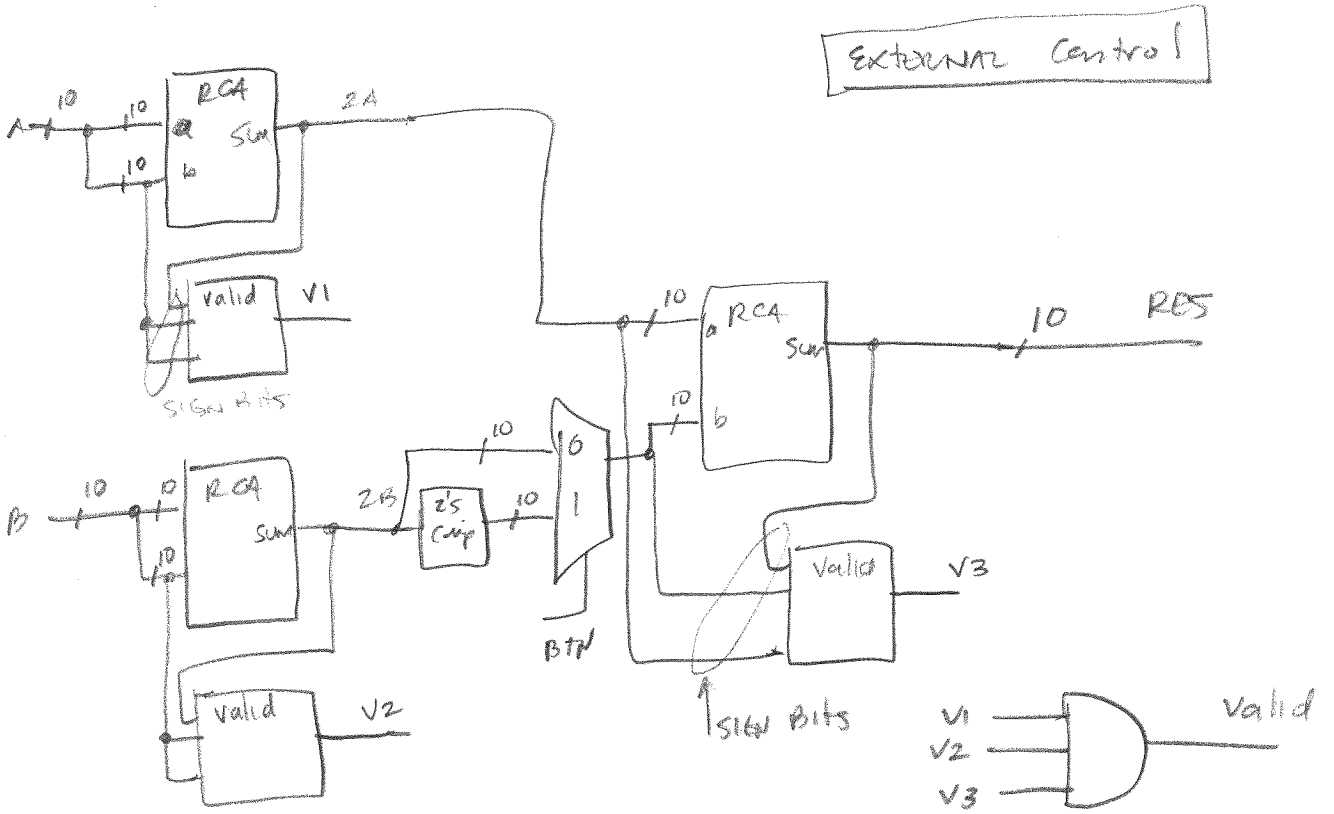 EXTERNAL Control
10
10
RCA
2A
A
a
Sum
10
b
valid
V1
SIGN Bits
10
RCA
10
RES
a
Sum
10
b
10
0
1
10
10
10
RCA
2B
2's
Cmp
10
B
Sum
10
BTN
Valid
V3
SIGN Bits
valid
V2
V1
V2
V3
Valid